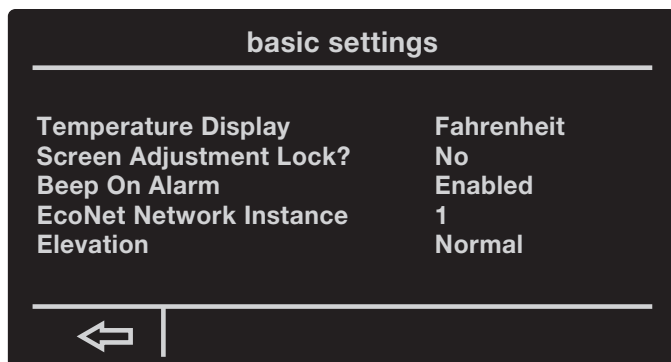 basic settings
Temperature Display Fahrenheit
Screen Adjustment Lock? No
Beep On Alarm Enabled
EcoNet Network Instance 1
Elevation Normal